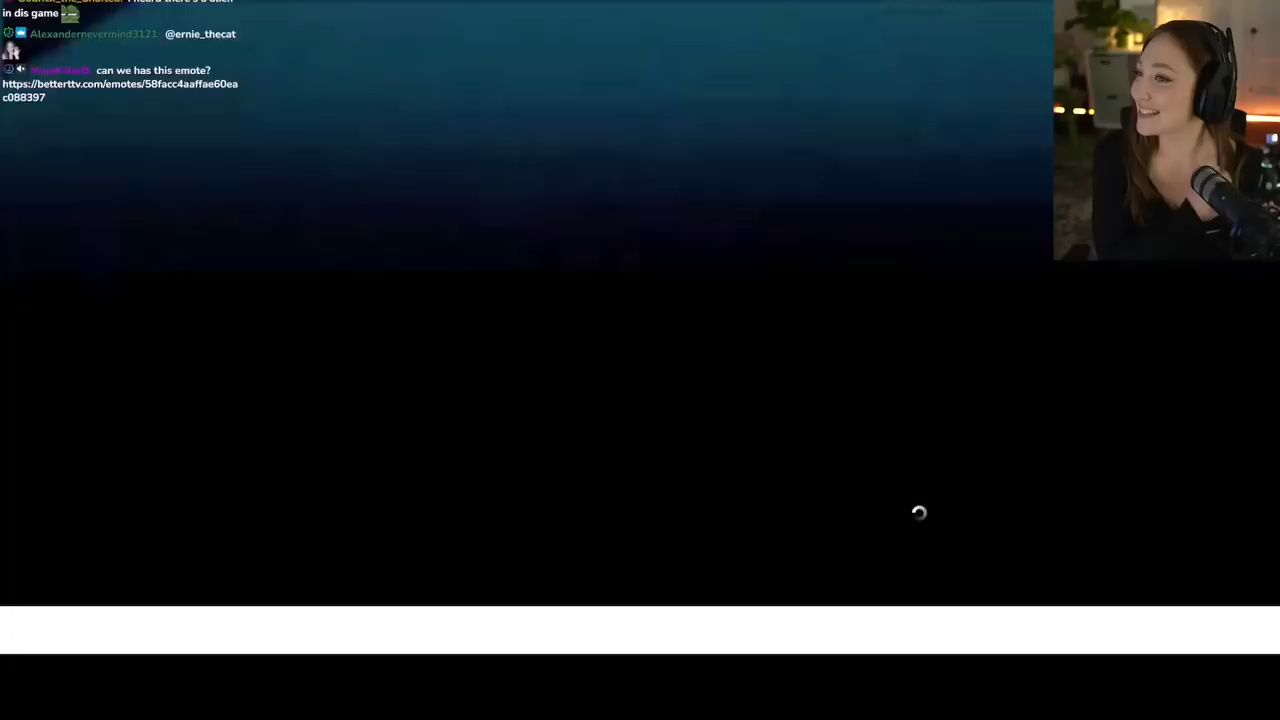 in dis game
Alexandernevermind3121: @ernie_thecat
can we has this emote?
https://betterttv.com/emotes/58facc4aaffae60ea
c088397